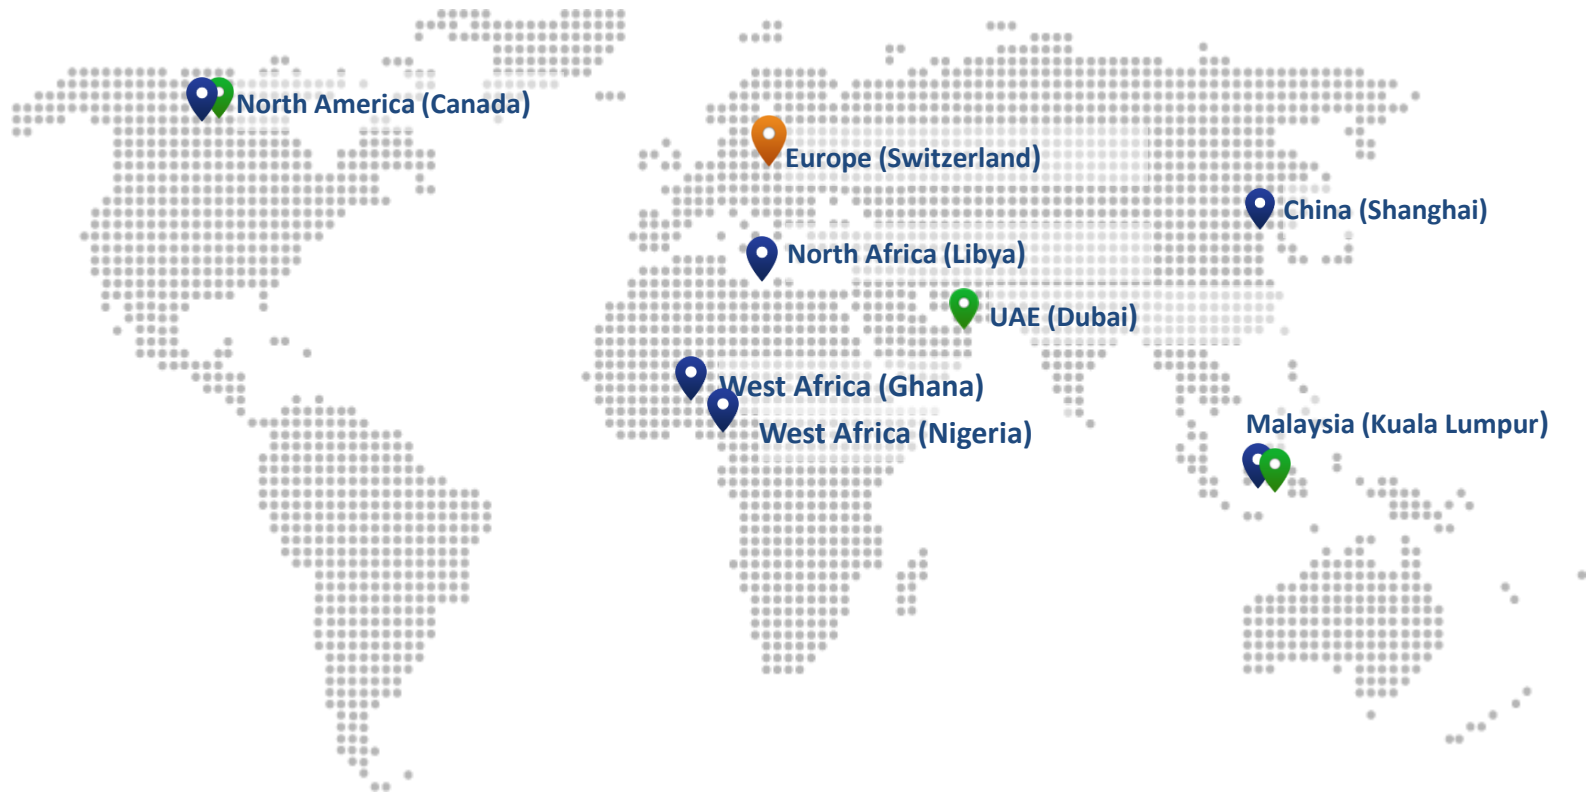 North America (Canada)
Europe (Switzerland)
China (Shanghai)
North Africa (Libya)
UAE (Dubai)
West Africa (Ghana)
West Africa (Nigeria)
Malaysia (Kuala Lumpur)